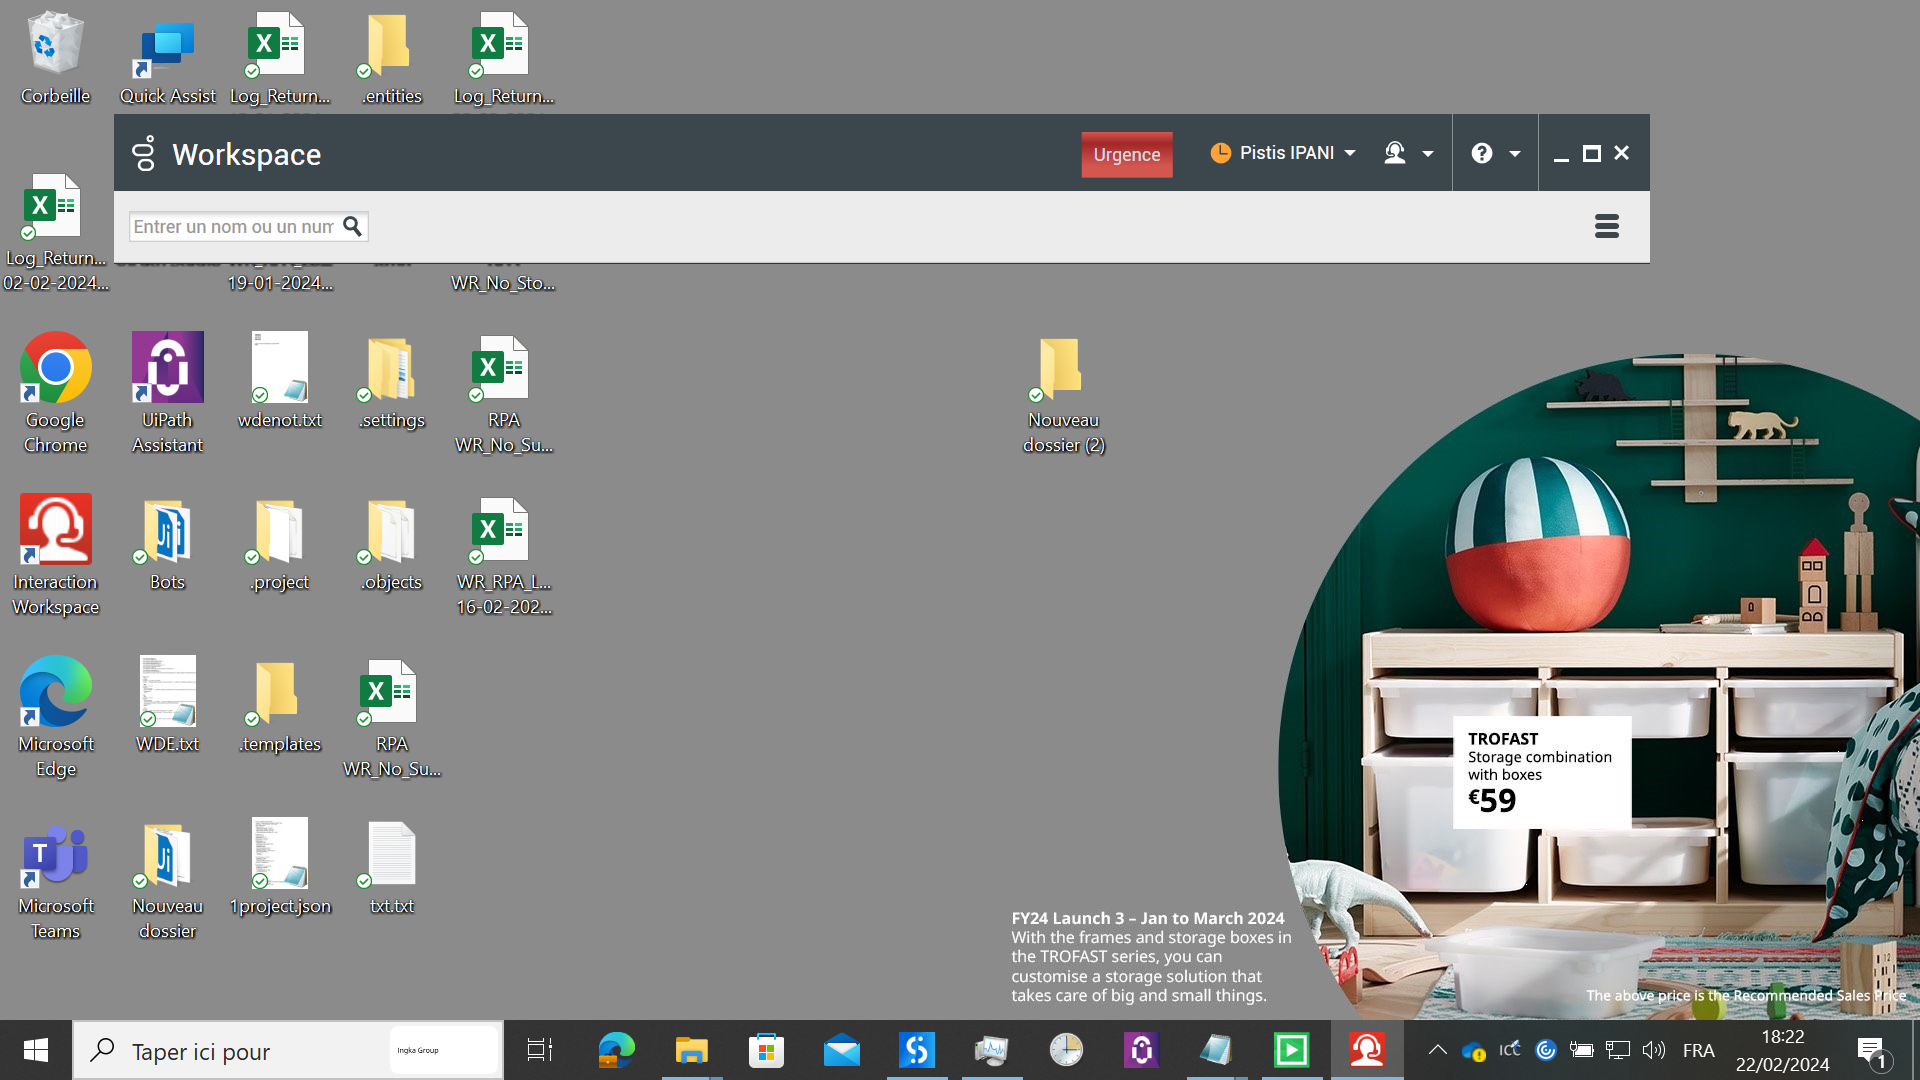 Corbeille
Quick Assist
Log_Return...
.entities
Log_Return...
Workspace
Urgence
Pistis IPANI
Entrer un nom ou un num
Log_Return...
02-02-2024...
19-01-2024...
WR_No_Sto...
Google
Chrome
UiPath
Assistant
wdenot.txt
.settings
RPA
WR_No_Su...
Nouveau
dossier (2)
Interaction
Workspace
Bots
.project
.objects
WR_RPA_L...
16-02-202...
Microsoft
Edge
WDE.txt
.templates
RPA
WR_No_Su...
TROFAST
Storage combination
with boxes
€59
Microsoft
Teams
Nouveau
dossier
1project.json
txt.txt
FY24 Launch 3 – Jan to March 2024
With the frames and storage boxes in
the TROFAST series, you can
customise a storage solution that
takes care of big and small things.
The above price is the Recommended Sales Price
Taper ici pour
Ingka Group
ICC
FRA
18:22
22/02/2024
1